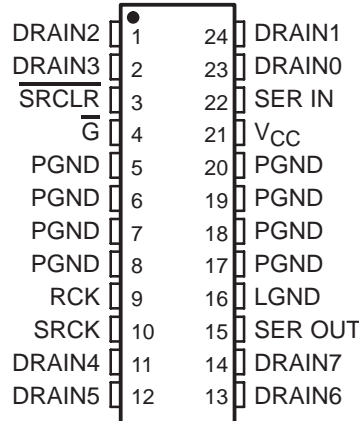 DRAIN2 1 24 DRAIN1
DRAIN3 2 23 DRAIN0
SRCLR 3 22 SER IN
G 4 21 VCC
PGND 5 20 PGND
PGND 6 19 PGND
PGND 7 18 PGND
PGND 8 17 PGND
RCK 9 16 LGND
SRCK 10 15 SER OUT
DRAIN4 11 14 DRAIN7
DRAIN5 12 13 DRAIN6